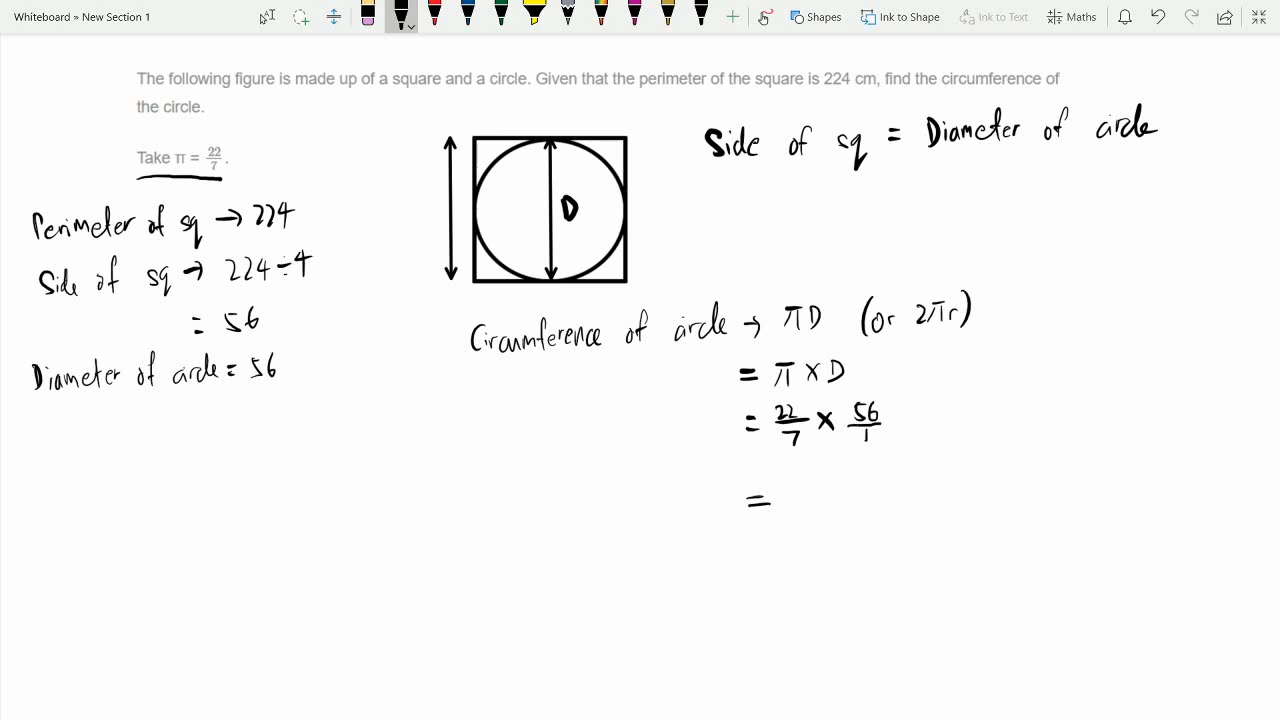 Whiteboard » New Section 1
Shapes
Ink to Shape
Ink to Text
Maths
The following figure is made up of a square and a circle. Given that the perimeter of the square is 224 cm, find the circumference of
the circle.
Take π = 22/7 .
Side of sq = Diameter of circle
Perimeter of sq → 224
Side of sq → 224 ÷ 4
= 56
Diameter of circle = 56
D
Circumference of circle → πD (or 2πr)
= π × D
= 22/7 × 56/1
=